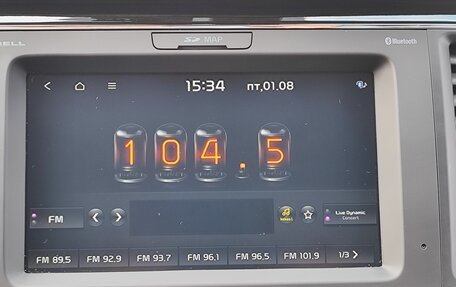 ELL
SD MAP
Bluetooth
15:34 пт,01.08
104.5
FM
Live Dynamic
Concert
FM 89,5 FM 92,9 FM 93,7 FM 96,1 FM 96,5 FM 101,9 1/3